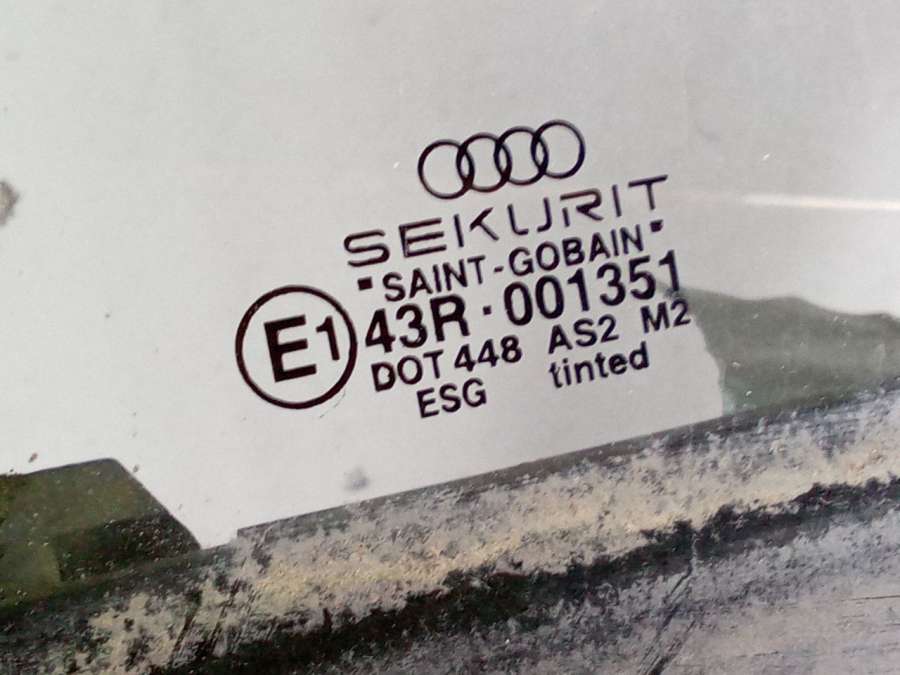 SEKURIT
"SAINT-GOBAIN"
E1 43R·001351
DOT 448 AS2 M2
ESG tinted